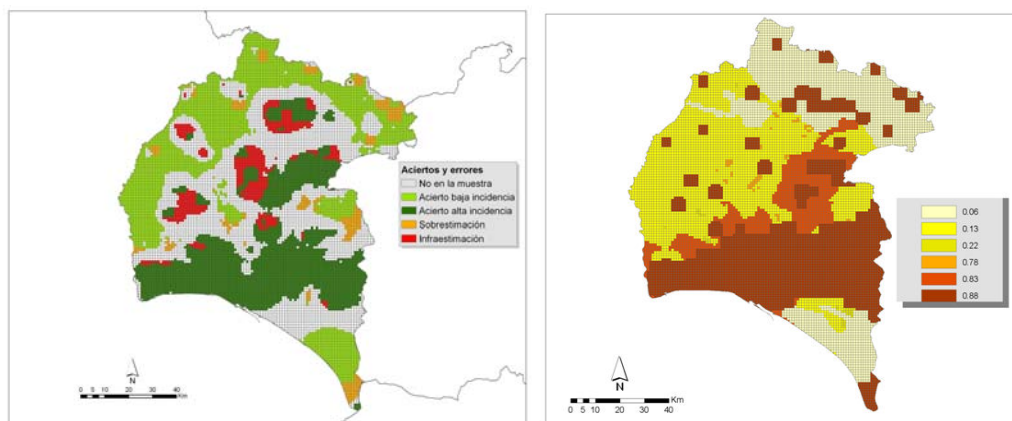 Aciertos y errores
No en la muestra
Acierto baja incidencia
Acierto alta incidencia
Sobrestimación
Infraestimación
N
0 5 10 20 30 40
Km
0.06
0.13
0.22
0.78
0.83
0.88
N
Km
0 5 10 20 30 40